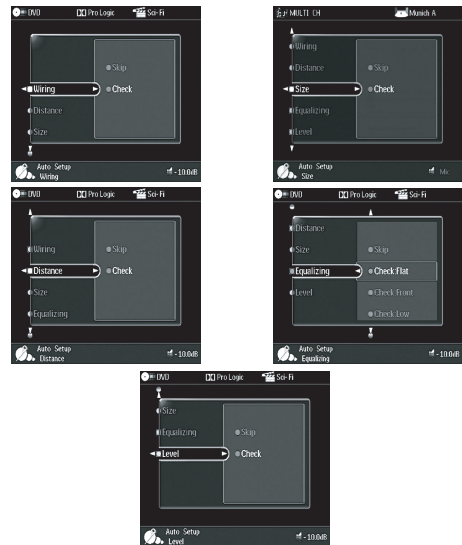 DVD Pro Logic Sci-Fi
Skip
Wiring Check
Distance
Size
Auto Setup
Wiring
-10.0dB
MULTI CH Munich A
Wiring
Distance Skip
Size Check
Equalizing
Level
Auto Setup
Size
Mic
DVD Pro Logic Sci-Fi
Wiring Skip
Distance Check
Size
Equalizing
Auto Setup
Distance
-10.0dB
DVD Pro Logic Sci-Fi
Distance
Size Skip
Equalizing Check:Flat
Level Check:Front
Check:Low
Auto Setup
Equalizing
-10.0dB
DVD Pro Logic Sci-Fi
Size
Equalizing Skip
Level Check
Auto Setup
Level
-10.0dB